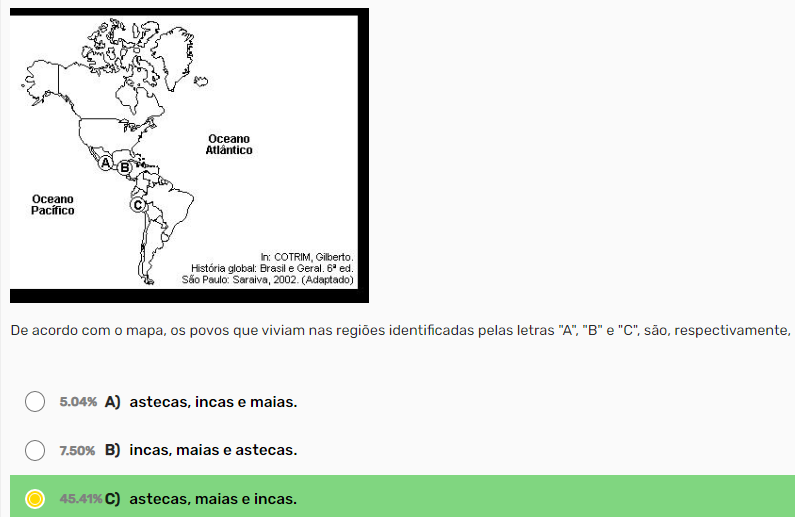 Oceano
Atlântico
A
B
Oceano
Pacífico
C
In: COTRIM, Gilberto.
História global: Brasil e Geral. 6ª ed.
São Paulo: Saraiva, 2002. (Adaptado)
De acordo com o mapa, os povos que viviam nas regiões identificadas pelas letras "A", "B" e "C", são, respectivamente,
5.04% A) astecas, incas e maias.
7.50% B) incas, maias e astecas.
45.41% C) astecas, maias e incas.